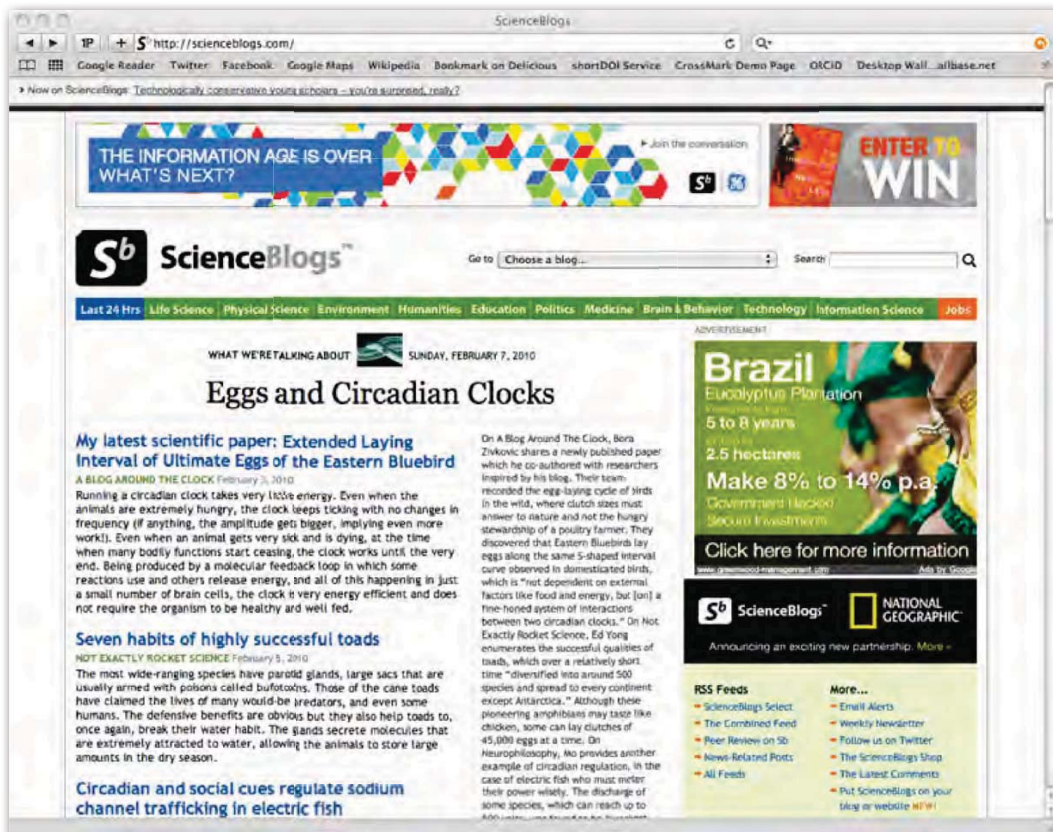 ScienceBlogs
1P + Sb http://scienceblogs.com/
Google Reader Twitter Facebook Google Maps Wikipedia Bookmark on Delicious shortDOI Service CrossMark Demo Page ORCiD Desktop Wall...allbase.net
Now on ScienceBlogs: Technologically conservative young scholars – you're surprised, really?
THE INFORMATION AGE IS OVER
WHAT'S NEXT?
Join the conversation
Sb
ENTER TO
WIN
Sb ScienceBlogs™
Go to Choose a blog... Search
Last 24 Hrs Life Science Physical Science Environment Humanities Education Politics Medicine Brain & Behavior Technology Information Science Jobs
WHAT WE'RE TALKING ABOUT SUNDAY, FEBRUARY 7, 2010
Eggs and Circadian Clocks
My latest scientific paper: Extended Laying
Interval of Ultimate Eggs of the Eastern Bluebird
A BLOG AROUND THE CLOCK February 3, 2010
Running a circadian clock takes very little energy. Even when the
animals are extremely hungry, the clock keeps ticking with no changes in
frequency (if anything, the amplitude gets bigger, implying even more
work!). Even when an animal gets very sick and is dying, at the time
when many bodily functions start ceasing, the clock works until the very
end. Being produced by a molecular feedback loop in which some
reactions use and others release energy, and all of this happening in just
a small number of brain cells, the clock is very energy efficient and does
not require the organism to be healthy and well fed.
Seven habits of highly successful toads
NOT EXACTLY ROCKET SCIENCE February 5, 2010
The most wide-ranging species have parotid glands, large sacs that are
usually armed with poisons called bufotoxins. Those of the cane toads
have claimed the lives of many would-be predators, and even some
humans. The defensive benefits are obvious but they also help toads to,
once again, break their water habit. The glands secrete molecules that
are extremely attracted to water, allowing the animals to store large
amounts in the dry season.
Circadian and social cues regulate sodium
channel trafficking in electric fish
On A Blog Around The Clock, Bora
Zivkovic shares a newly published paper
which he co-authored with researchers
inspired by his blog. Their team
recorded the egg-laying cycle of birds
in the wild, where clutch sizes must
answer to nature and not the hungry
stewardship of a poultry farmer. They
discovered that Eastern Bluebirds lay
eggs along the same S-shaped interval
curve observed in domesticated birds,
which is "not dependent on external
factors like food and energy, but [on] a
fine-honed system of interactions
between two circadian clocks." On Not
Exactly Rocket Science, Ed Yong
enumerates the successful qualities of
toads, which over a relatively short
time "diversified into around 500
species and spread to every continent
except Antarctica." Although these
pioneering amphibians may taste like
chicken, some can lay clutches of
45,000 eggs at a time. On
Neurophilosophy, Mo provides another
example of circadian regulation, in the
case of electric fish who must meter
their power wisely. The discharge of
some species, which can reach up to
ADVERTISEMENT
Brazil
Eucalyptus Plantation
5 to 8 years
2.5 hectares
Make 8% to 14% p.a.
Government Backed
Secure Investments
Click here for more information
www.greenwood-management.com Ads by Google
Sb ScienceBlogs™ NATIONAL
GEOGRAPHIC™
Announcing an exciting new partnership. More »
RSS Feeds
ScienceBlogs Select
The Combined Feed
Peer Review on Sb
News-Related Posts
All Feeds
More...
Email Alerts
Weekly Newsletter
Follow us on Twitter
The ScienceBlogs Shop
The Latest Comments
Put ScienceBlogs on your
blog or website NEW!